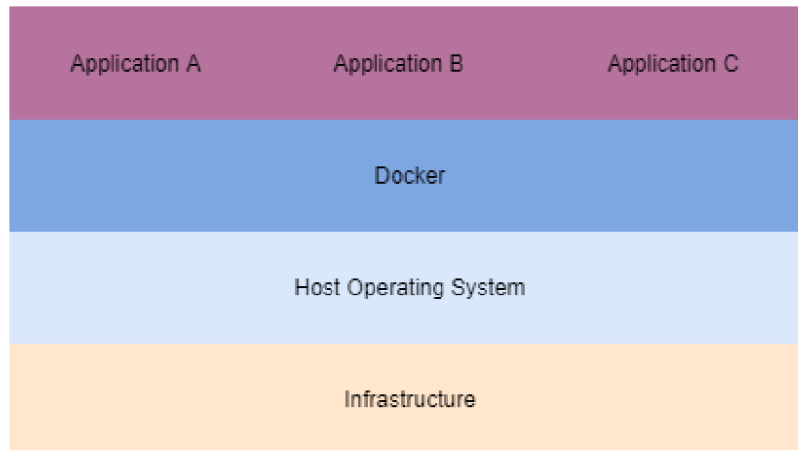 Application A Application B Application C
Docker
Host Operating System
Infrastructure